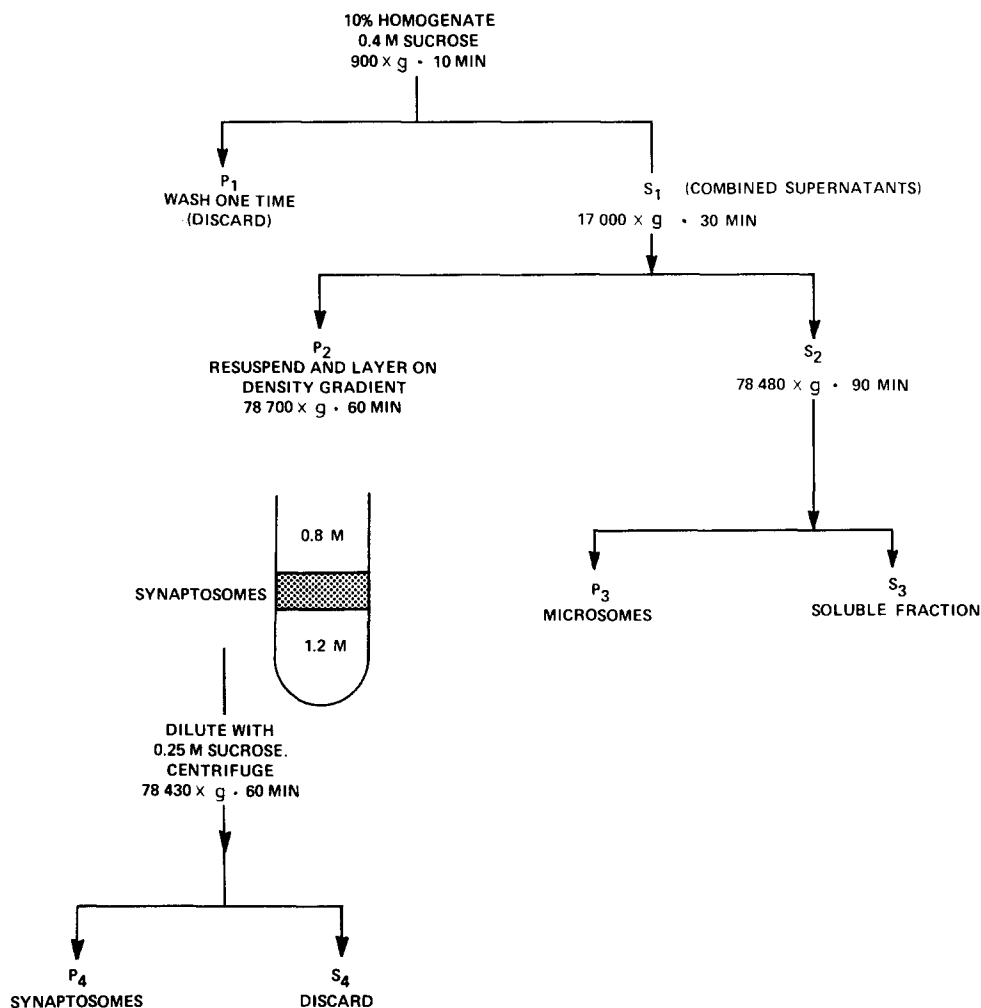 10% HOMOGENATE
0.4 M SUCROSE
900 × g · 10 MIN
P1
WASH ONE TIME
(DISCARD)
S1 (COMBINED SUPERNATANTS)
17 000 × g · 30 MIN
P2
RESUSPEND AND LAYER ON
DENSITY GRADIENT
78 700 × g · 60 MIN
S2
78 480 × g · 90 MIN
0.8 M
SYNAPTOSOMES
1.2 M
P3
MICROSOMES
S3
SOLUBLE FRACTION
DILUTE WITH
0.25 M SUCROSE.
CENTRIFUGE
78 430 × g · 60 MIN
P4
SYNAPTOSOMES
S4
DISCARD